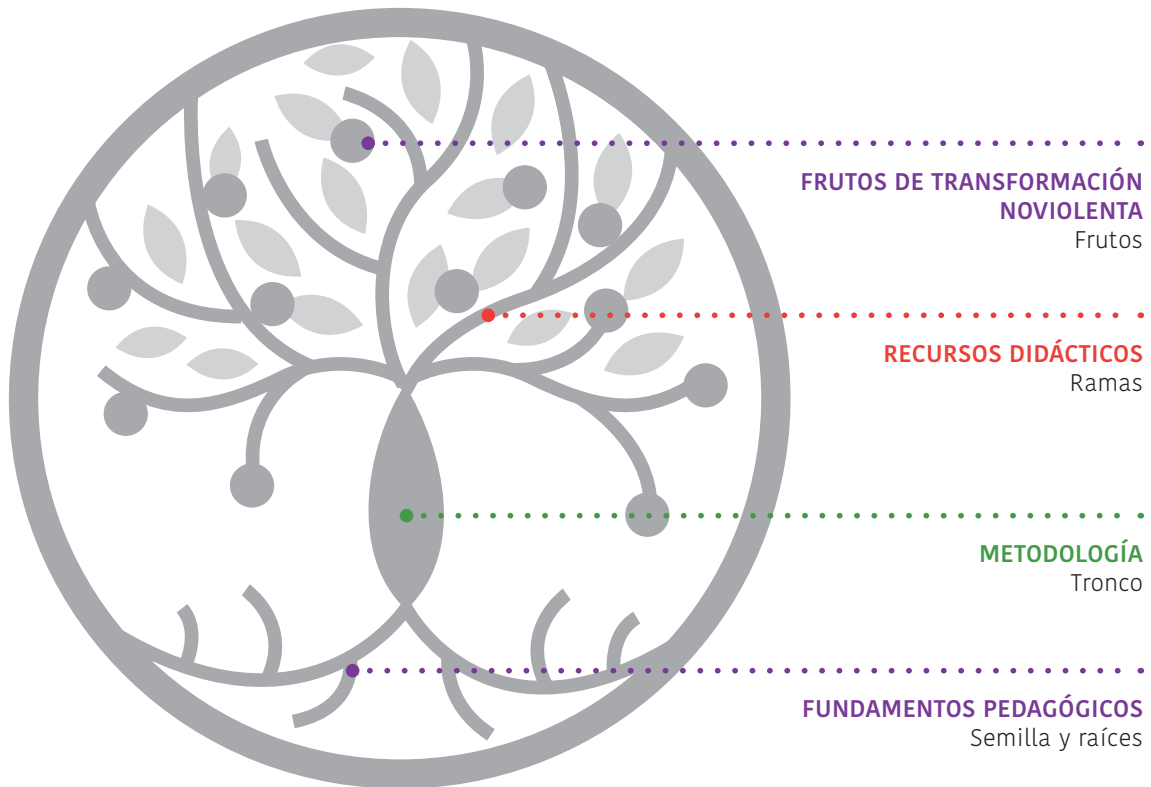 FRUTOS DE TRANSFORMACIÓN
NOVIOLENTA
Frutos
RECURSOS DIDÁCTICOS
Ramas
METODOLOGÍA
Tronco
FUNDAMENTOS PEDAGÓGICOS
Semilla y raíces